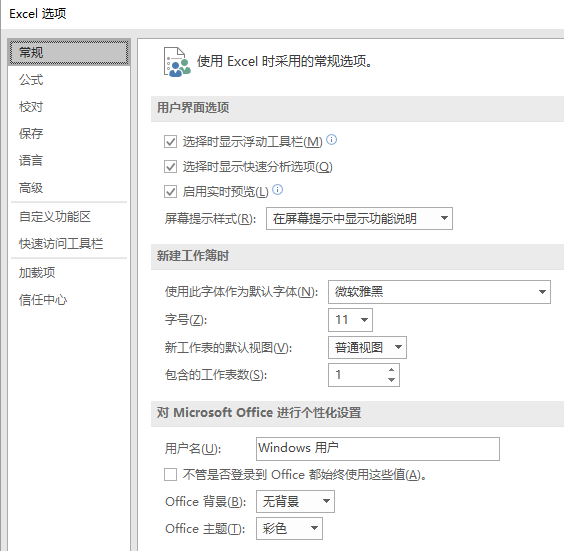 Excel 选项
常规
公式
校对
保存
语言
高级
自定义功能区
快速访问工具栏
加载项
信任中心
使用 Excel 时采用的常规选项。
用户界面选项
选择时显示浮动工具栏(M)
选择时显示快速分析选项(Q)
启用实时预览(L)
屏幕提示样式(R): 在屏幕提示中显示功能说明
新建工作簿时
使用此字体作为默认字体(N): 微软雅黑
字号(Z): 11
新工作表的默认视图(V): 普通视图
包含的工作表数(S): 1
对 Microsoft Office 进行个性化设置
用户名(U): Windows 用户
不管是否登录到 Office 都始终使用这些值(A)。
Office 背景(B): 无背景
Office 主题(T): 彩色